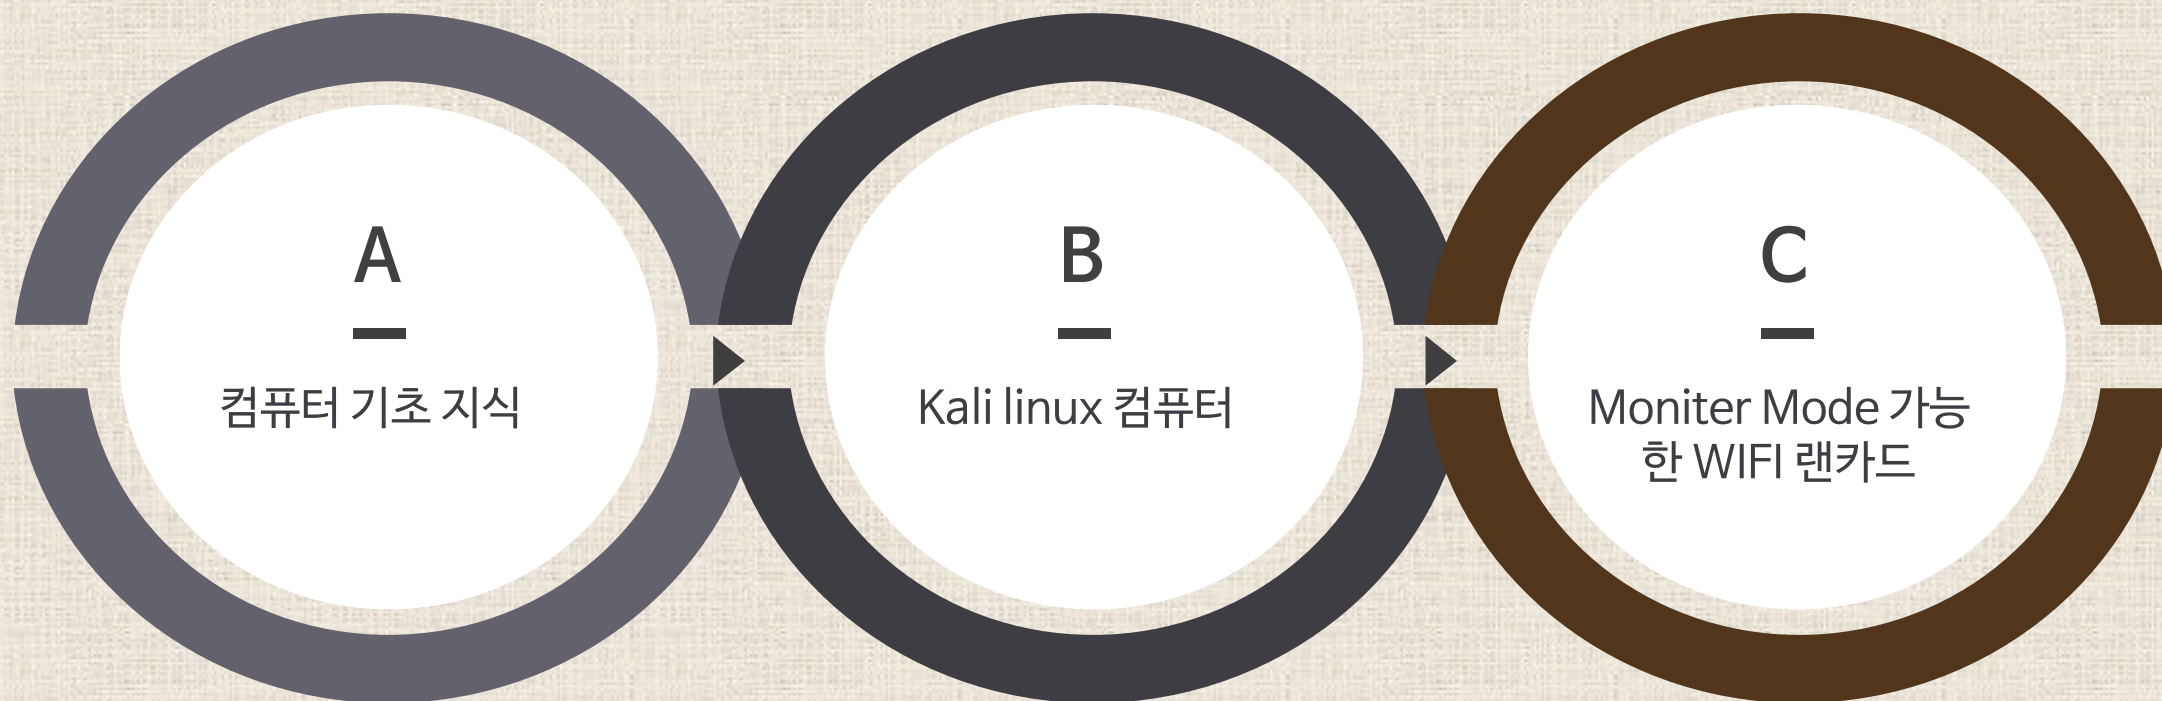 A
컴퓨터 기초 지식
B
Kali linux 컴퓨터
C
Moniter Mode 가능
한 WIFI 랜카드